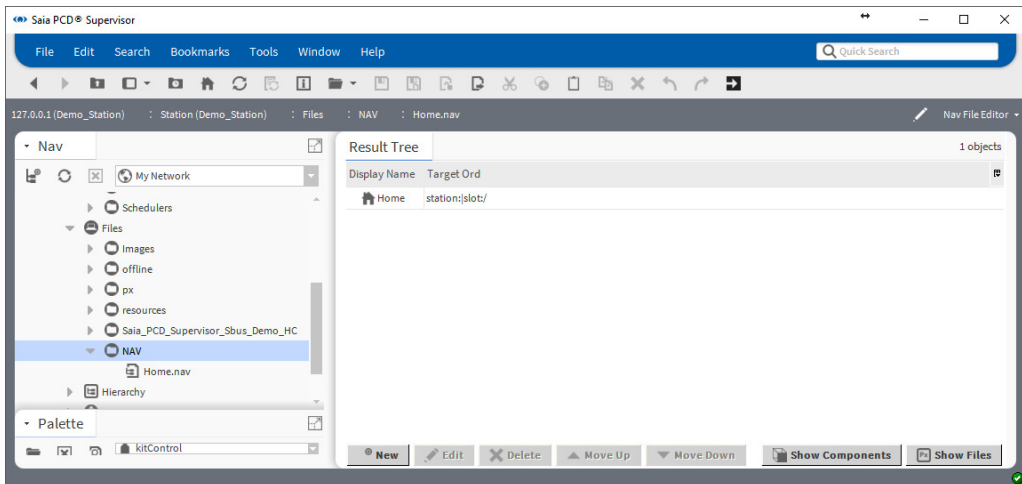 Saia PCD® Supervisor
File Edit Search Bookmarks Tools Window Help
Quick Search
127.0.0.1 (Demo_Station) : Station (Demo_Station) : Files : NAV : Home.nav
Nav File Editor
Nav
My Network
Schedulers
Files
Images
offline
px
resources
Saia_PCD_Supervisor_Sbus_Demo_HC
NAV
Home.nav
Hierarchy
Palette
kitControl
Result Tree
1 objects
Display Name Target Ord
Home station:|slot:/
New Edit Delete Move Up Move Down Show Components Px Show Files